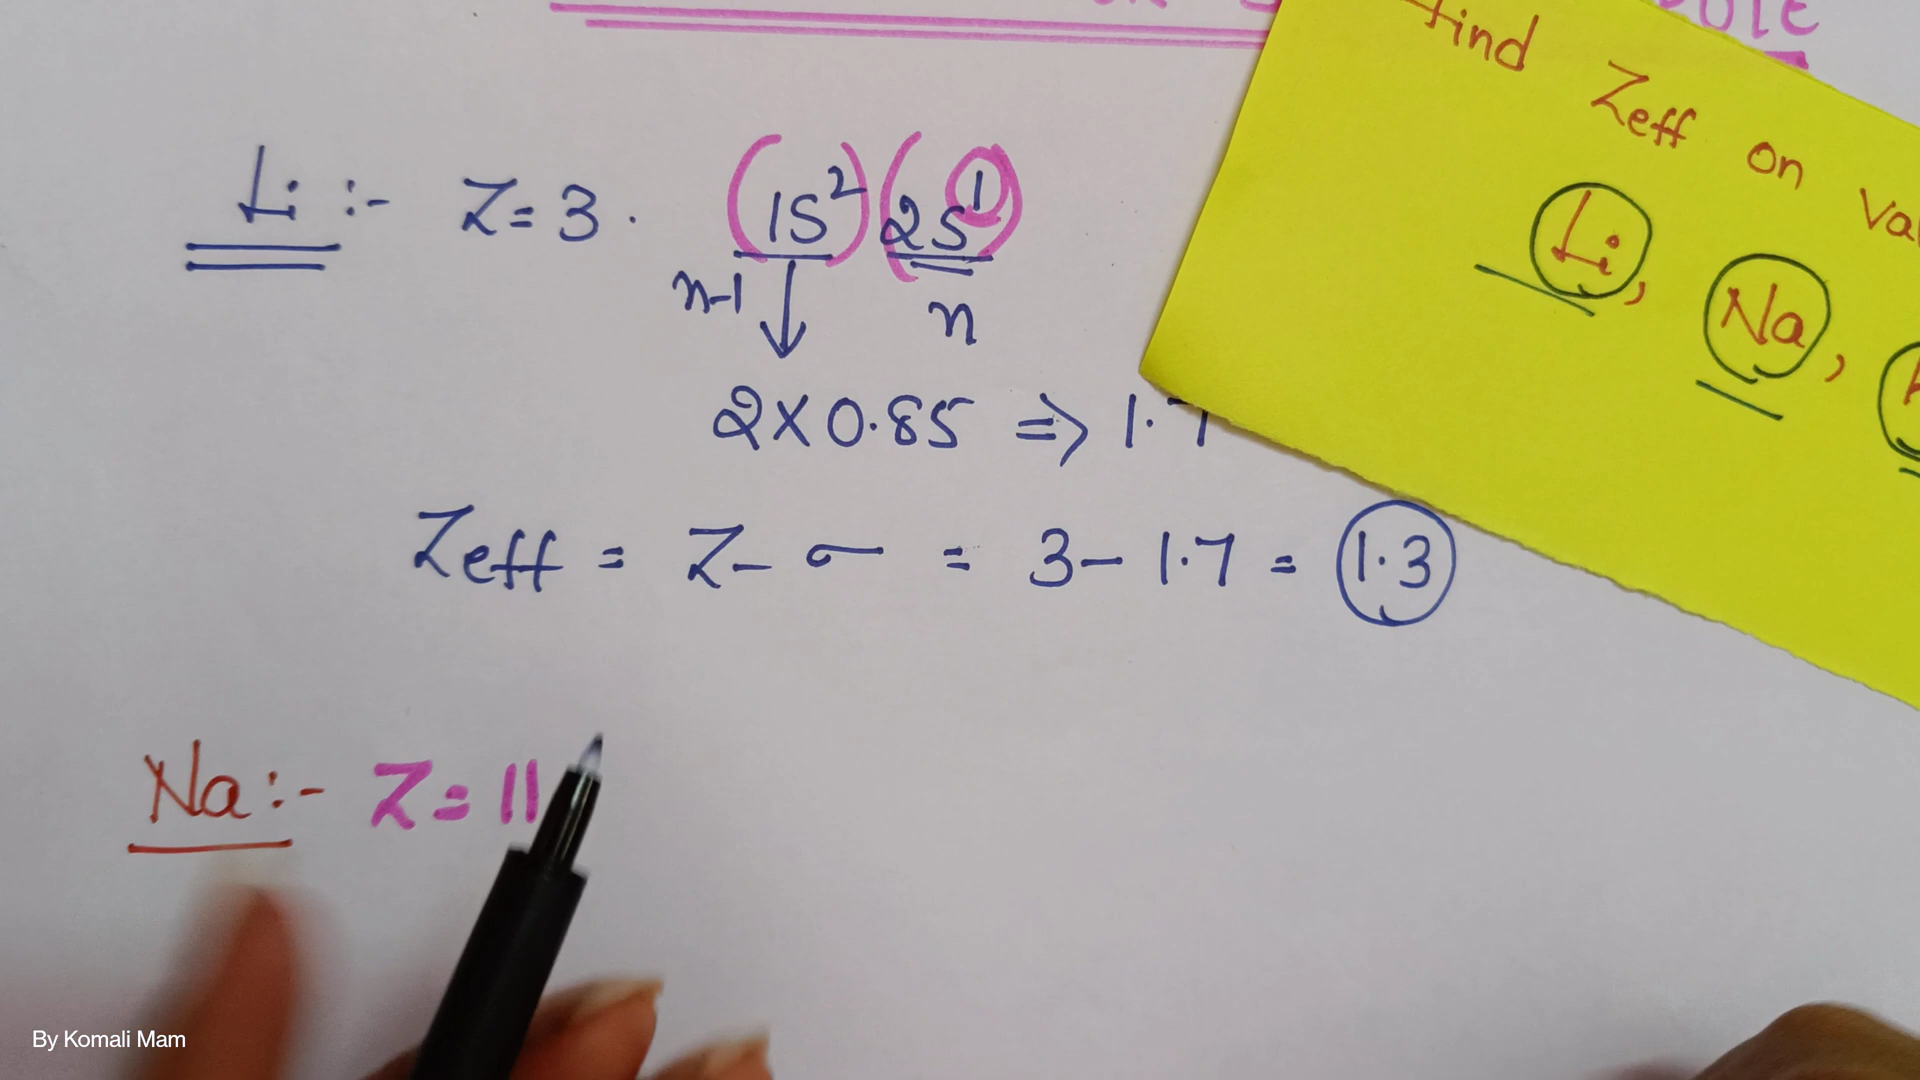 find Zeff on
Li, Na,
Li :- Z = 3. (1S²)(2S¹)
n-1 n
2 × 0.85 => 1.7
Zeff = Z - σ = 3 - 1.7 = 1.3
Na :- Z = 11
By Komali Mam